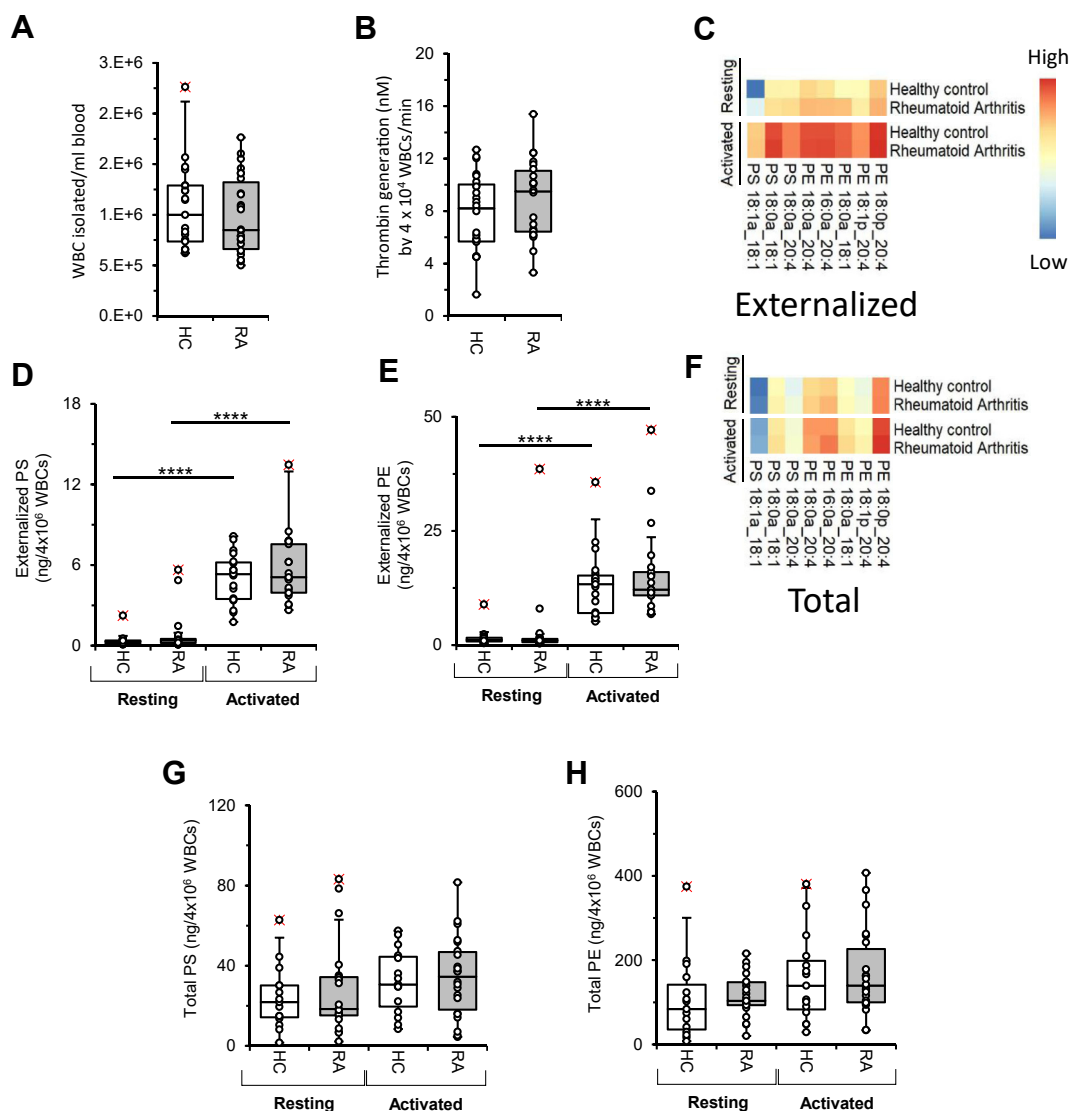 A
WBC isolated/ml blood
3.E+6
2.E+6
2.E+6
1.E+6
5.E+5
0.E+0
HC
RA
B
Thrombin generation (nM)
by 4 x 10⁴ WBCs/min
20
16
12
8
4
0
HC
RA
C
Resting
Activated
Healthy control
Rheumatoid Arthritis
Healthy control
Rheumatoid Arthritis
PS 18:1a_18:1
PS 18:0a_18:1
PS 18:0a_20:4
PE 18:0a_20:4
PE 16:0a_20:4
PE 18:0a_18:1
PE 18:1p_20:4
PE 18:0p_20:4
Externalized
High
Low
D
Externalized PS
(ng/4x10⁶ WBCs)
18
12
6
0
****
****
HC
RA
HC
RA
Resting
Activated
E
Externalized PE
(ng/4x10⁶ WBCs)
50
25
0
****
****
HC
RA
HC
RA
Resting
Activated
F
Resting
Activated
Healthy control
Rheumatoid Arthritis
Healthy control
Rheumatoid Arthritis
PS 18:1a_18:1
PS 18:0a_18:1
PS 18:0a_20:4
PE 18:0a_20:4
PE 16:0a_20:4
PE 18:0a_18:1
PE 18:1p_20:4
PE 18:0p_20:4
Total
G
Total PS (ng/4x10⁶ WBCs)
120
80
40
0
HC
RA
HC
RA
Resting
Activated
H
Total PE (ng/4x10⁶ WBCs)
600
400
200
0
HC
RA
HC
RA
Resting
Activated